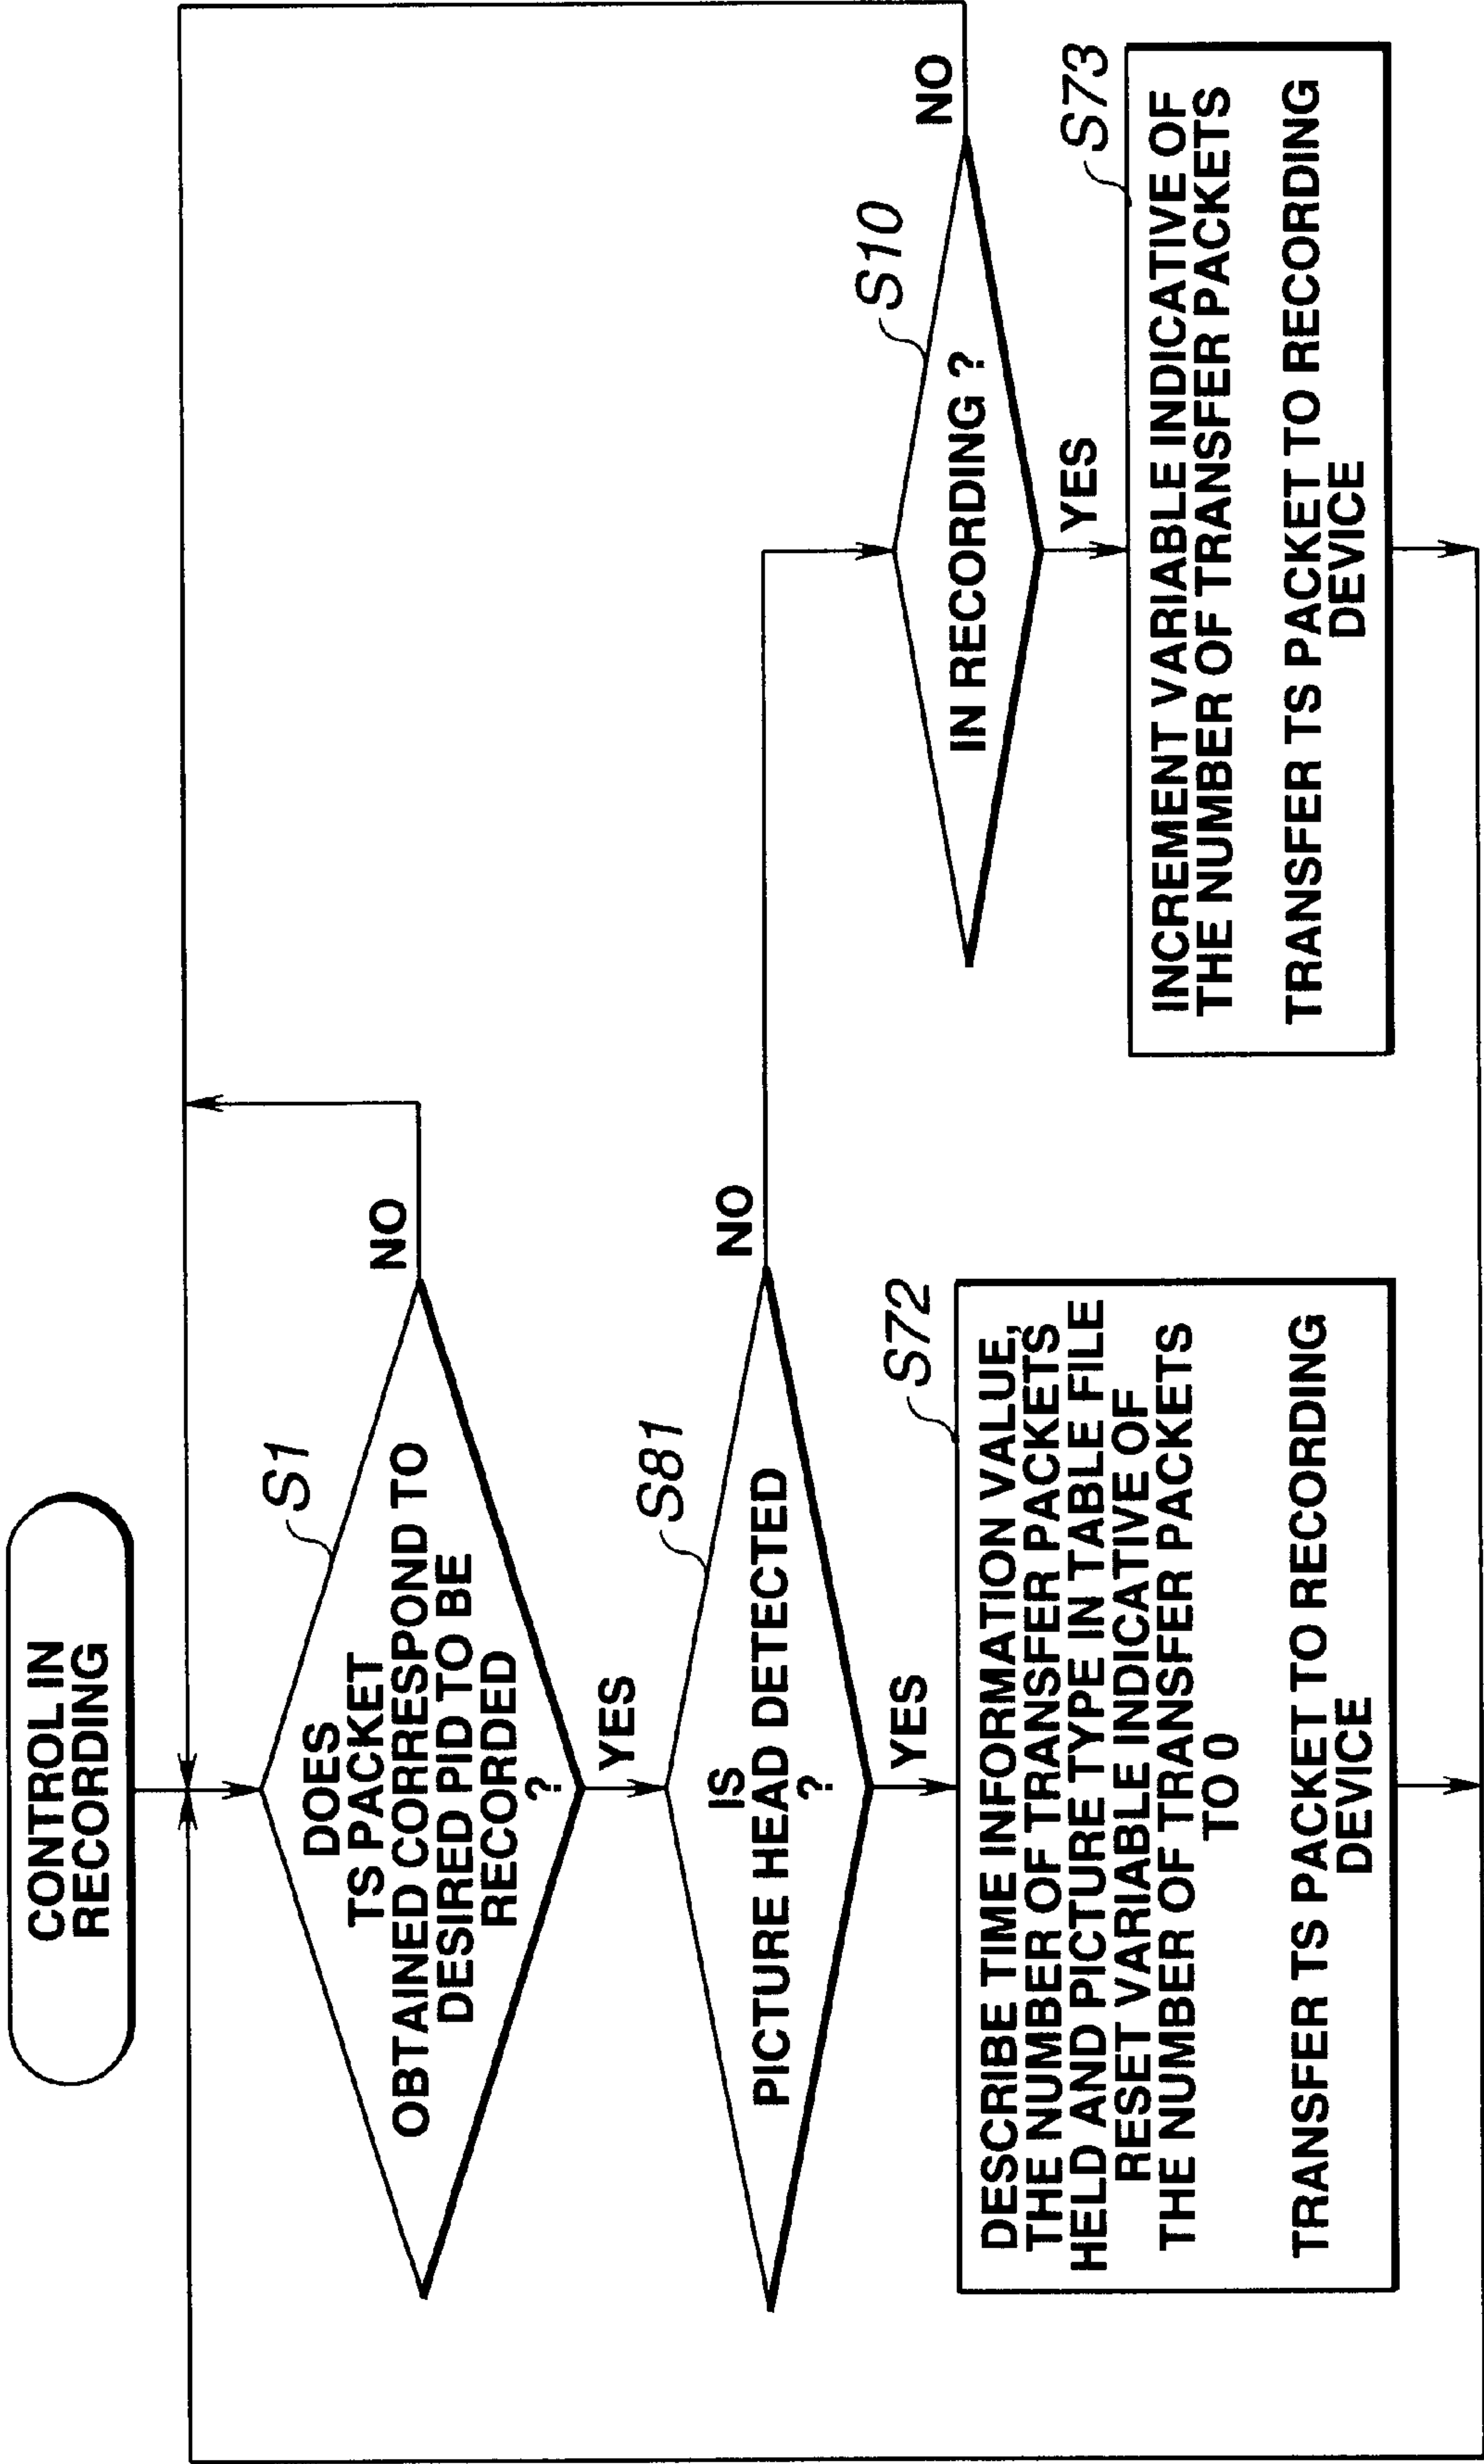 CONTROL IN
RECORDING
S1
DOES
TS PACKET
OBTAINED CORRESPOND TO
DESIRED PID TO BE
RECORDED
?
NO
YES
S81
IS
PICTURE HEAD DETECTED
?
NO
YES
S72
DESCRIBE TIME INFORMATION VALUE,
THE NUMBER OF TRANSFER PACKETS
HELD AND PICTURE TYPE IN TABLE FILE
RESET VARIABLE INDICATIVE OF
THE NUMBER OF TRANSFER PACKETS
TO 0
TRANSFER TS PACKET TO RECORDING
DEVICE
S10
IN RECORDING ?
NO
YES
S73
INCREMENT VARIABLE INDICATIVE OF
THE NUMBER OF TRANSFER PACKETS
TRANSFER TS PACKET TO RECORDING
DEVICE